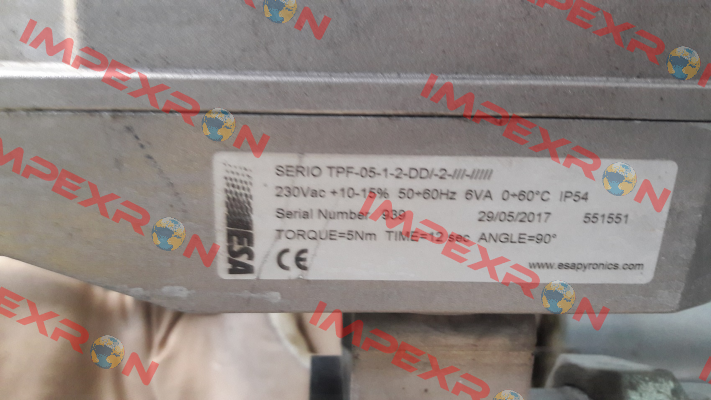 SERIO TPF-05-1-2-DD/-2-///-/////
230Vac +10-15% 50÷60Hz 6VA 0÷60°C IP54
Serial Number 939 29/05/2017 551551
TORQUE=5Nm TIME=12 sec ANGLE=90°
ESA
CE
www.esapyronics.com
IMPEXRON
IMPEXRON
IMPEXRON
IMPEXRON
IMPEXRON
IMPEXRON
IMPEXRON
IMPEXRON